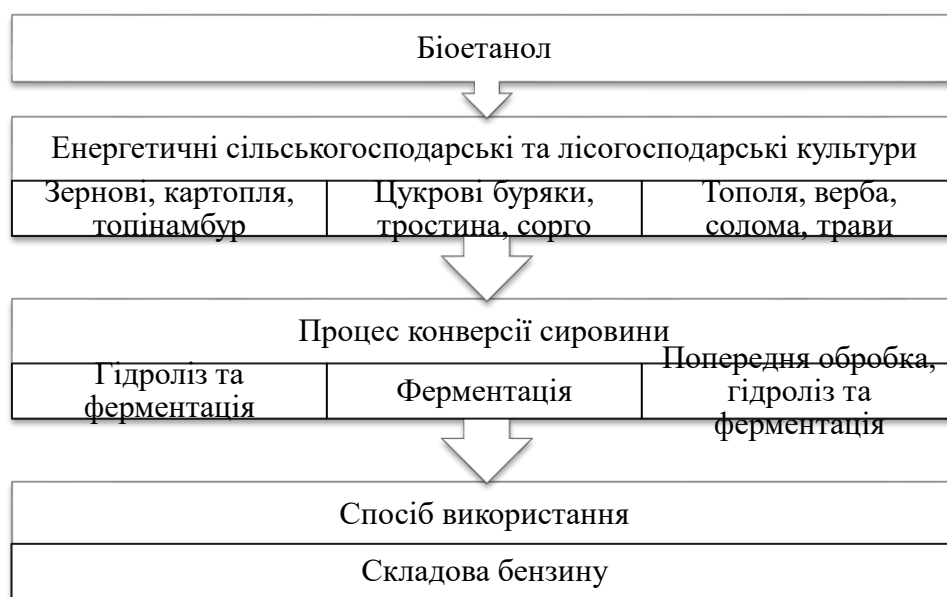 Біоетанол
Енергетичні сільськогосподарські та лісогосподарські культури
Зернові, картопля,
топінамбур
Цукрові буряки,
тростина, сорго
Тополя, верба,
солома, трави
Процес конверсії сировини
Гідроліз та
ферментація
Ферментація
Попередня обробка,
гідроліз та
ферментація
Спосіб використання
Складова бензину